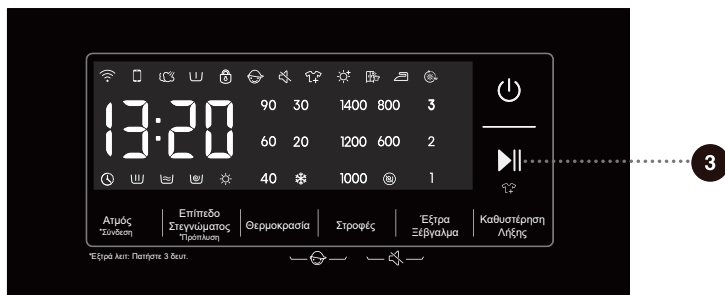 13:20
90 30 1400 800 3
60 20 1200 600 2
40 1000 1
3
Ατμός
*Σύνδεση
Επίπεδο
Στεγνώματος
*Πρόπλυση
Θερμοκρασία
Στροφές
Έξτρα
Ξέβγαλμα
Καθυστέρηση
Λήξης
*Έξτρά λειτ: Πατήστε 3 δευτ.